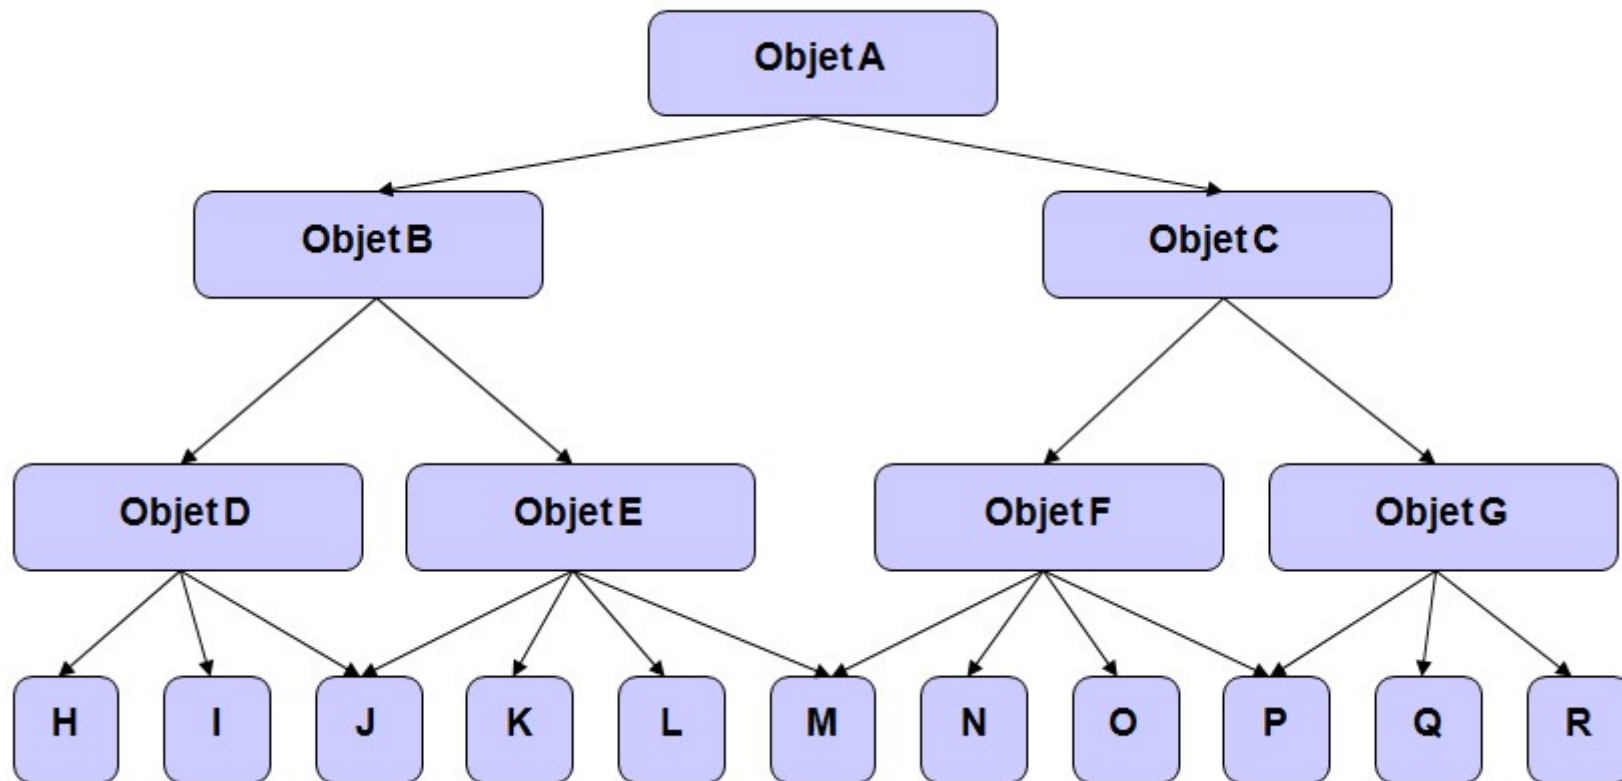 Objet A
Objet B
Objet C
Objet D
Objet E
Objet F
Objet G
H
I
J
K
L
M
N
O
P
Q
R